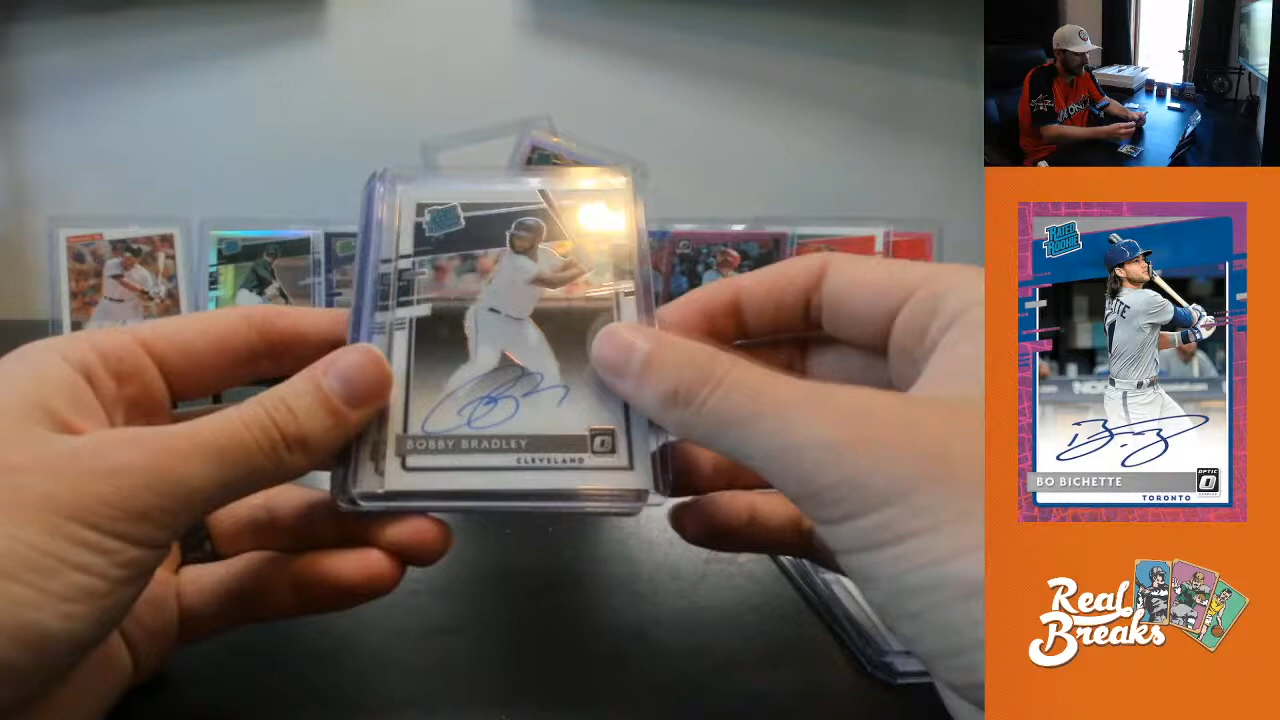 RATED
ROOKIE
BOBBY BRADLEY
CLEVELAND
RATED
ROOKIE
BO BICHETTE
OPTIC
TORONTO
Real
Breaks